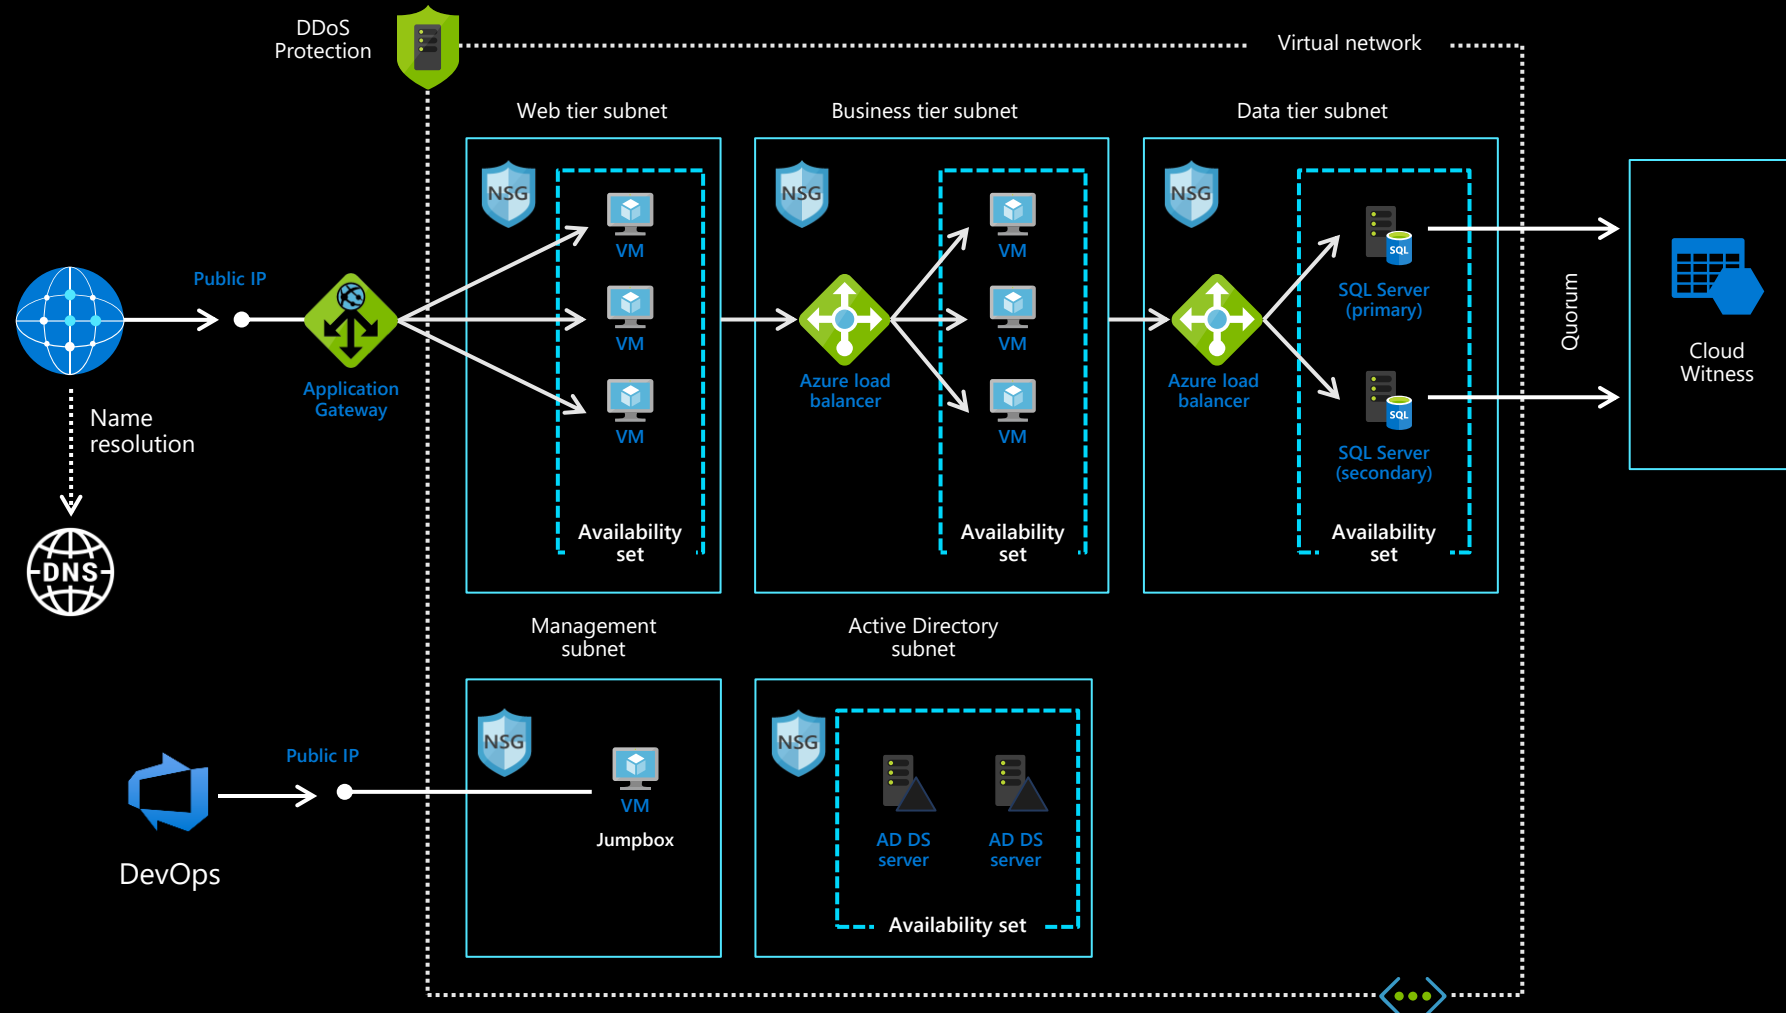 DDoS
Protection
Virtual network
Web tier subnet
Business tier subnet
Data tier subnet
NSG
VM
VM
VM
Availability
set
NSG
Azure load
balancer
VM
VM
VM
Availability
set
NSG
Azure load
balancer
SQL
SQL Server
(primary)
SQL
SQL Server
(secondary)
Availability
set
Quorum
Cloud
Witness
Public IP
Application
Gateway
Name
resolution
DNS
Management
subnet
Active Directory
subnet
DevOps
Public IP
NSG
VM
Jumpbox
NSG
AD DS
server
AD DS
server
Availability set